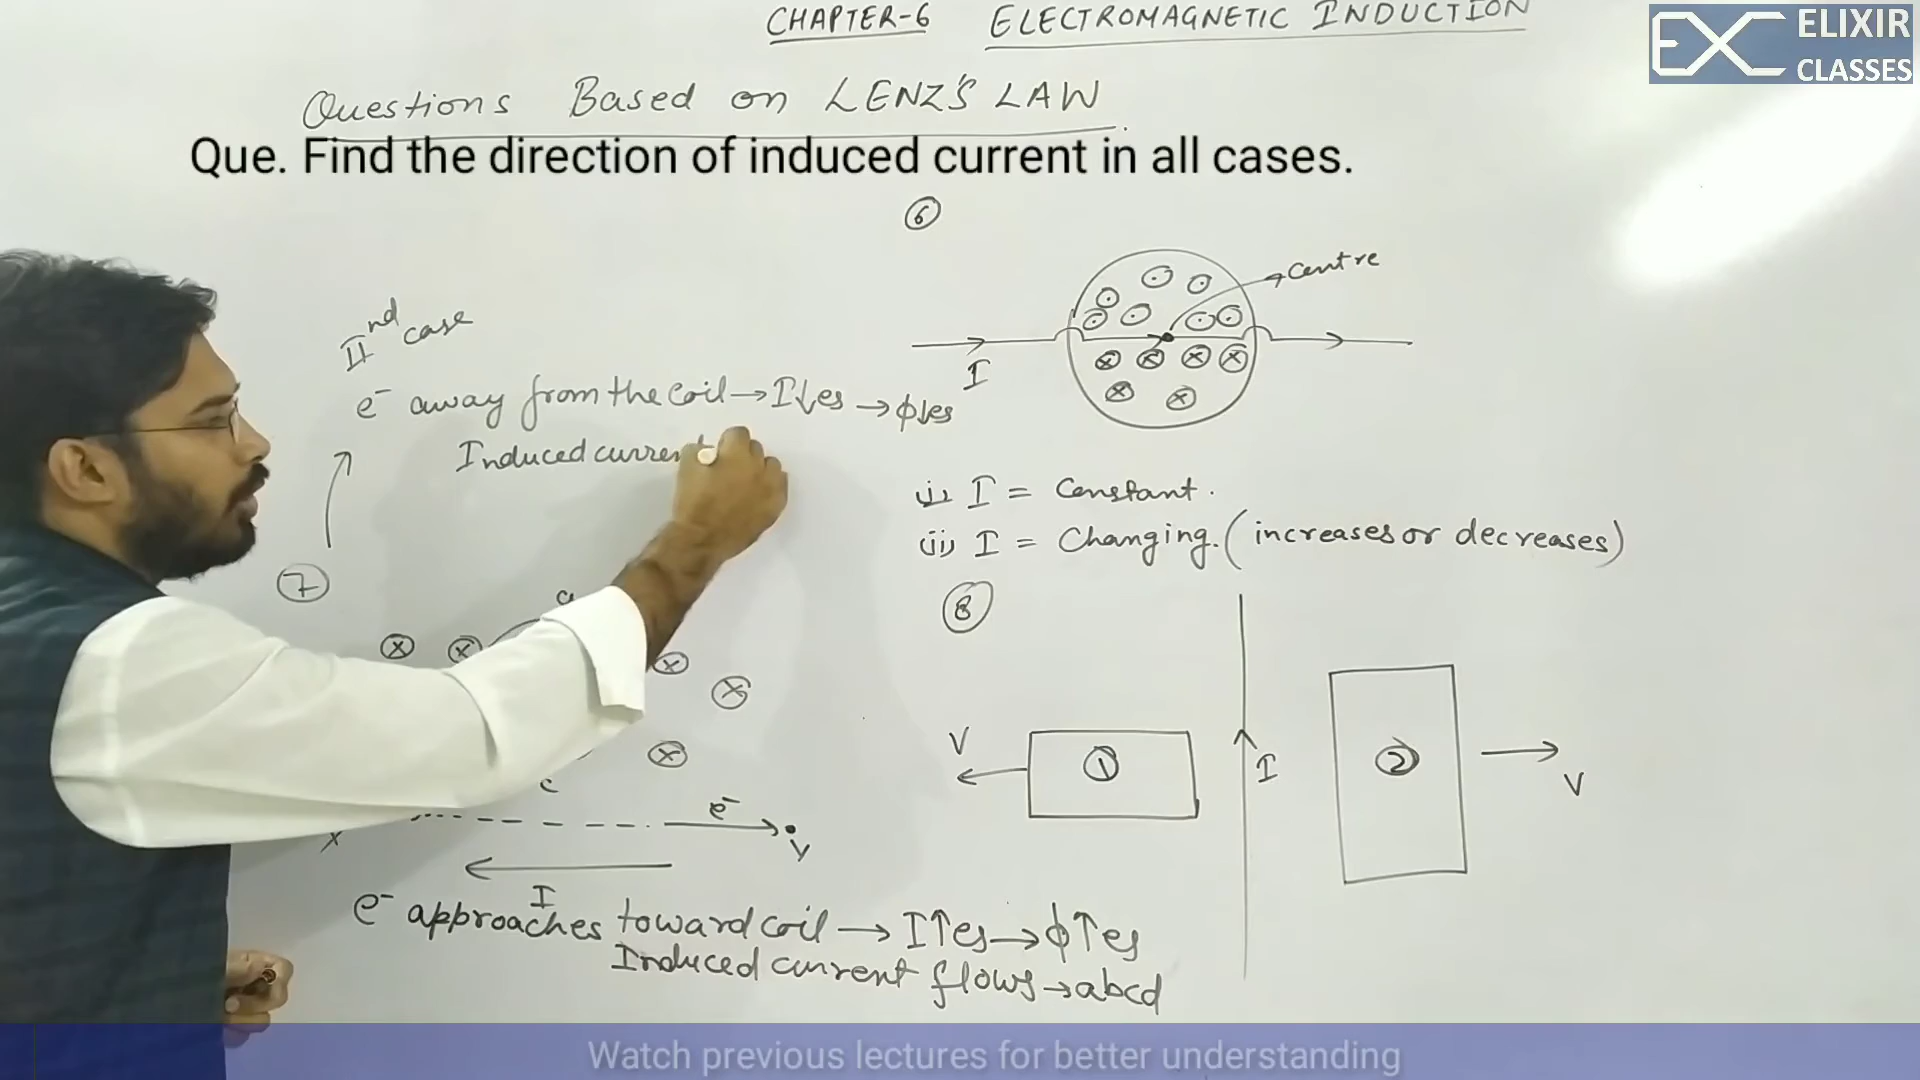 CHAPTER-6 ELECTROMAGNETIC INDUCTION
EXC ELIXIR
CLASSES
Questions Based on LENZ'S LAW
Que. Find the direction of induced current in all cases.
6
Centre
I
IInd case
e- away from the coil → I↓es → ϕ↓es
Induced current
(i) I = Constant.
(ii) I = Changing. (increases or decreases)
7
a
c
e-
X
Y
I
e- approaches toward coil → I↑es → ϕ↑es
Induced current flows → abcd
8
V
1
I
2
V
Watch previous lectures for better understanding